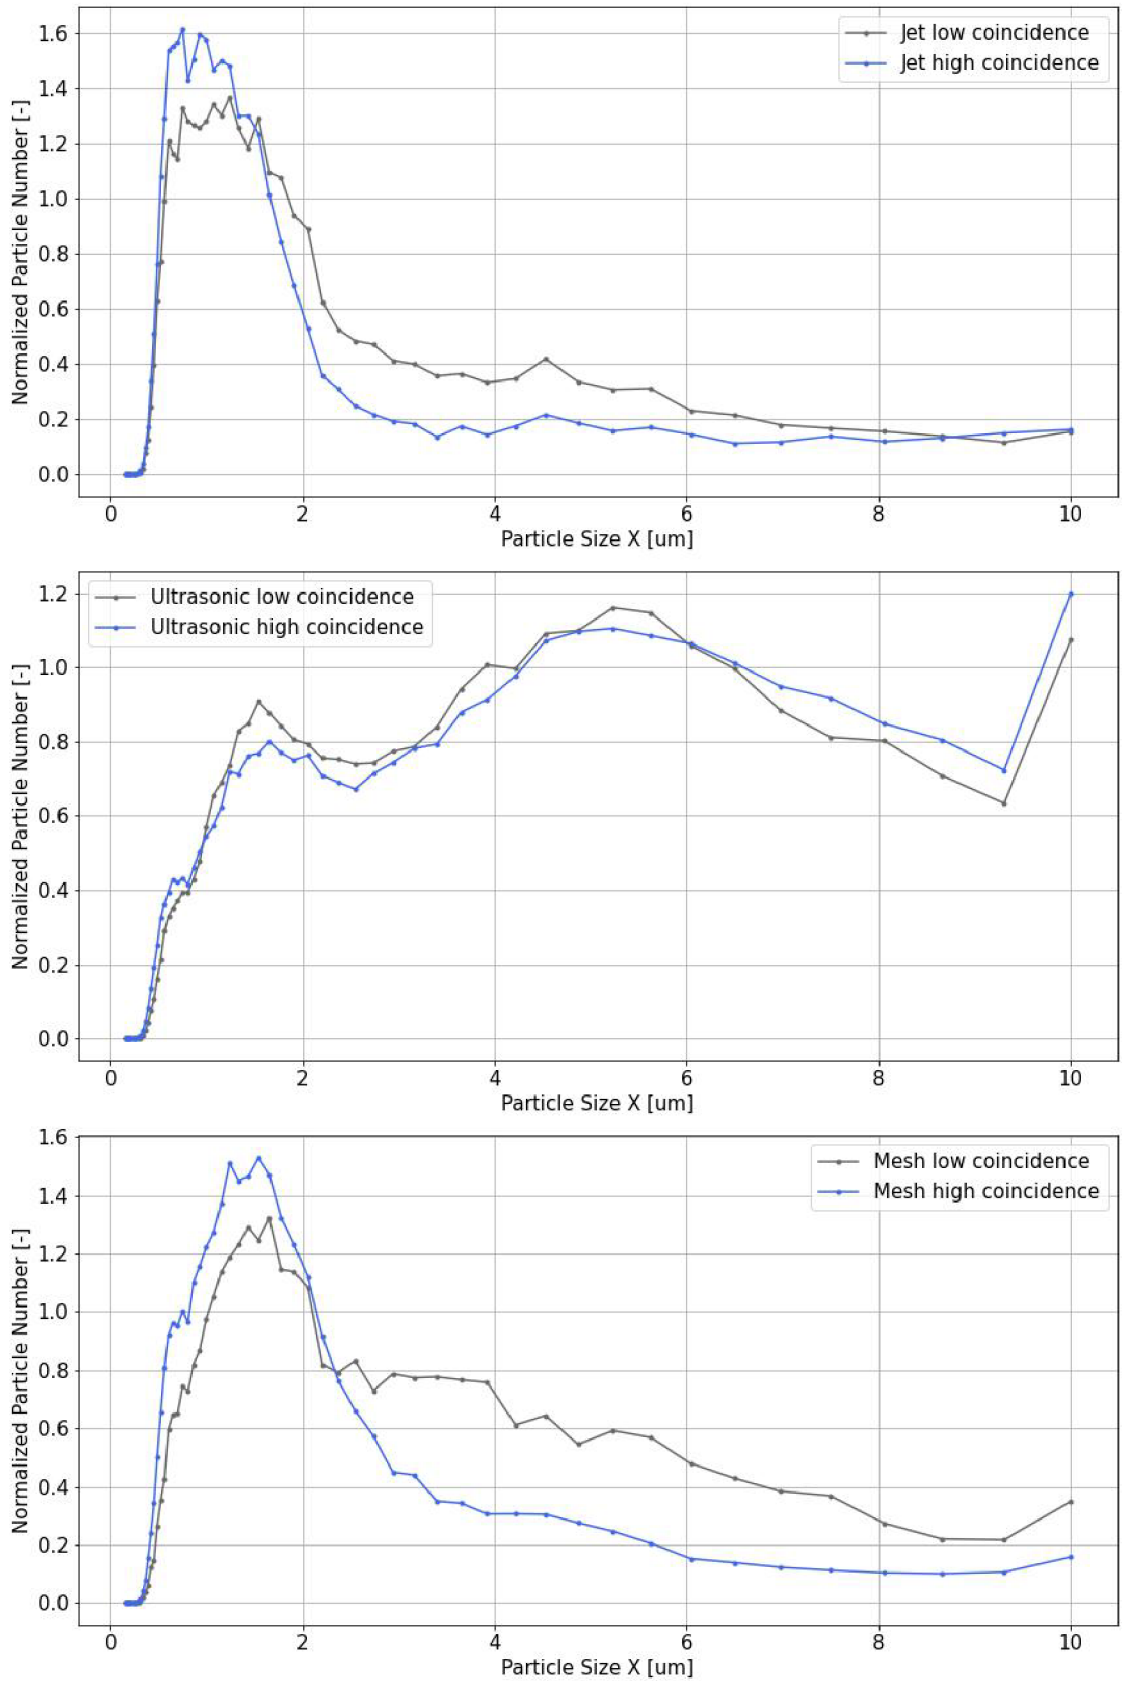 Jet low coincidence
Jet high coincidence
Normalized Particle Number [-]
1.6
1.4
1.2
1.0
0.8
0.6
0.4
0.2
0.0
0 2 4 6 8 10
Particle Size X [um]
Ultrasonic low coincidence
Ultrasonic high coincidence
Normalized Particle Number [-]
1.2
1.0
0.8
0.6
0.4
0.2
0.0
0 2 4 6 8 10
Particle Size X [um]
Mesh low coincidence
Mesh high coincidence
Normalized Particle Number [-]
1.6
1.4
1.2
1.0
0.8
0.6
0.4
0.2
0.0
0 2 4 6 8 10
Particle Size X [um]